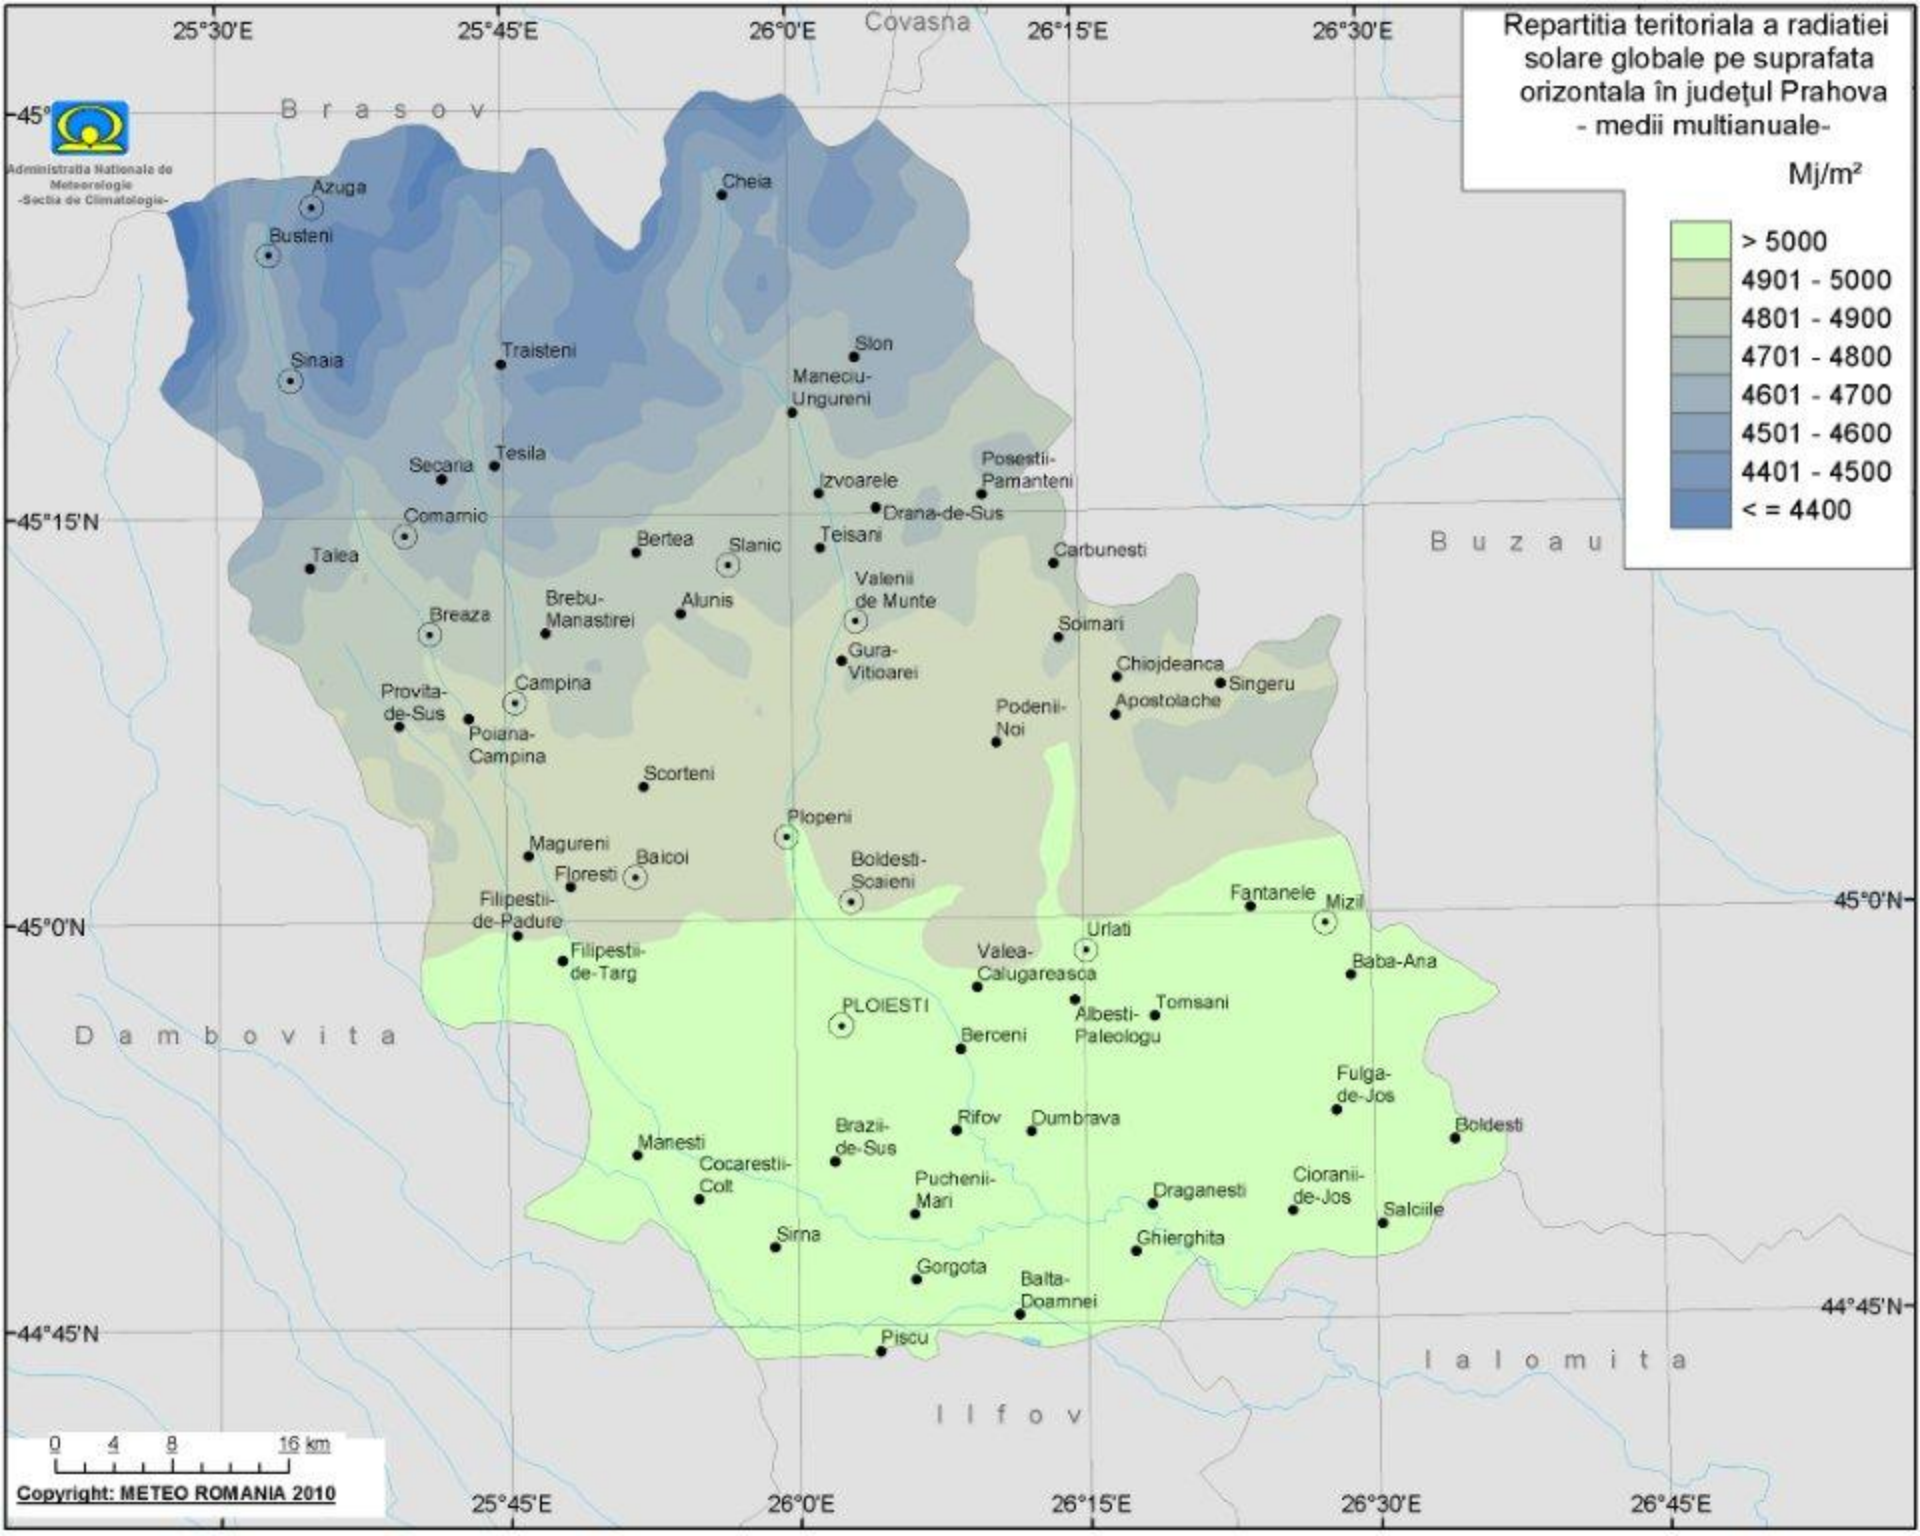 25°30'E 25°45'E 26°0'E 26°15'E 26°30'E
Covasna
Repartitia teritoriala a radiatiei
solare globale pe suprafata
orizontala în judeţul Prahova
- medii multianuale-
Mj/m²
> 5000
4901 - 5000
4801 - 4900
4701 - 4800
4601 - 4700
4501 - 4600
4401 - 4500
< = 4400
45°
Brasov
Administratia Nationala de
Meteorologie
-Sectia de Climatologie-
Azuga
Cheia
Busteni
Sinaia
Traisteni
Slon
Maneciu-
Ungureni
Secaria
Tesila
Izvoarele
Posestii-
Pamanteni
Drana-de-Sus
45°15'N
Comarnic
Bertea
Slanic
Teisani
Carbunesti
Buzau
Talea
Valenii
de Munte
Breaza
Brebu-
Manastirei
Alunis
Soimari
Gura-
Vitioarei
Chiojdeanca
Singeru
Provita-
de-Sus
Campina
Apostolache
Poiana-
Campina
Podenii-
Noi
Scorteni
Plopeni
Magureni
Baicoi
Floresti
Boldesti-
Scaieni
Filipestii-
de-Padure
Fantanele
Mizil
45°0'N
45°0'N
Filipestii-
de-Targ
Valea-
Calugareasca
Urlati
Baba-Ana
PLOIESTI
Albesti-
Paleologu
Tomsani
Dambovita
Berceni
Fulga-
de-Jos
Boldesti
Manesti
Brazii-
de-Sus
Rifov
Dumbrava
Cocarestii-
Colt
Puchenii-
Mari
Draganesti
Cioranii-
de-Jos
Salciile
Sirna
Ghierghita
Gorgota
Balta-
Doamnei
44°45'N
44°45'N
Piscu
Ialomita
Ilfov
0 4 8 16 km
Copyright: METEO ROMANIA 2010
25°45'E 26°0'E 26°15'E 26°30'E 26°45'E